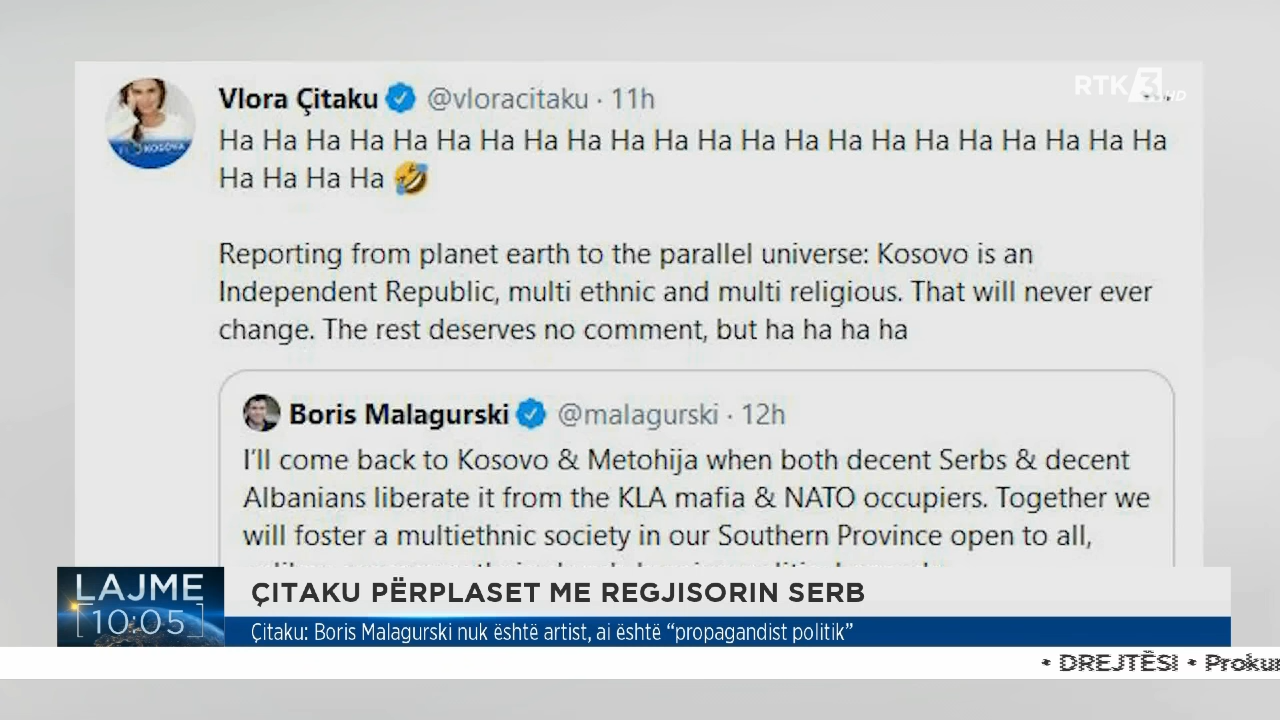 RTK 3 HD
Vlora Çitaku @vloracitaku · 11h
Ha Ha Ha Ha Ha Ha Ha Ha Ha Ha Ha Ha Ha Ha Ha Ha Ha Ha Ha Ha Ha Ha
Ha Ha Ha Ha 🤣
Reporting from planet earth to the parallel universe: Kosovo is an
Independent Republic, multi ethnic and multi religious. That will never ever
change. The rest deserves no comment, but ha ha ha ha
KOSOVA
Boris Malagurski @malagurski · 12h
I'll come back to Kosovo & Metohija when both decent Serbs & decent
Albanians liberate it from the KLA mafia & NATO occupiers. Together we
will foster a multiethnic society in our Southern Province open to all,
LAJME
10:05
ÇITAKU PËRPLASET ME REGJISORIN SERB
Çitaku: Boris Malagurski nuk është artist, ai është “propagandist politik”
• DREJTËSI •